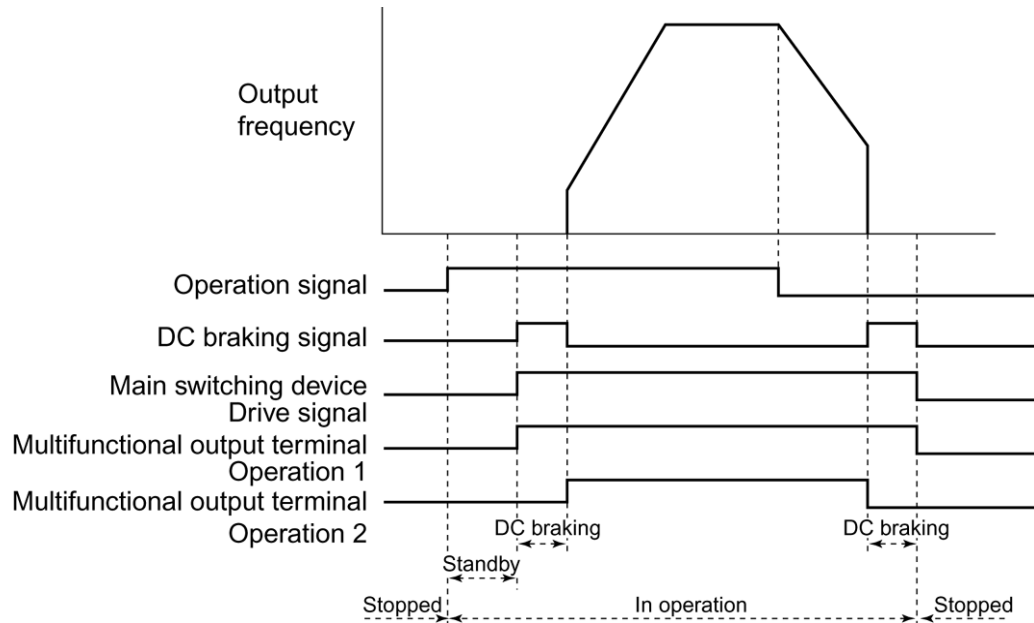 Output
frequency
Operation signal
DC braking signal
Main switching device
Drive signal
Multifunctional output terminal
Operation 1
Multifunctional output terminal
Operation 2
DC braking
DC braking
Standby
Stopped
In operation
Stopped